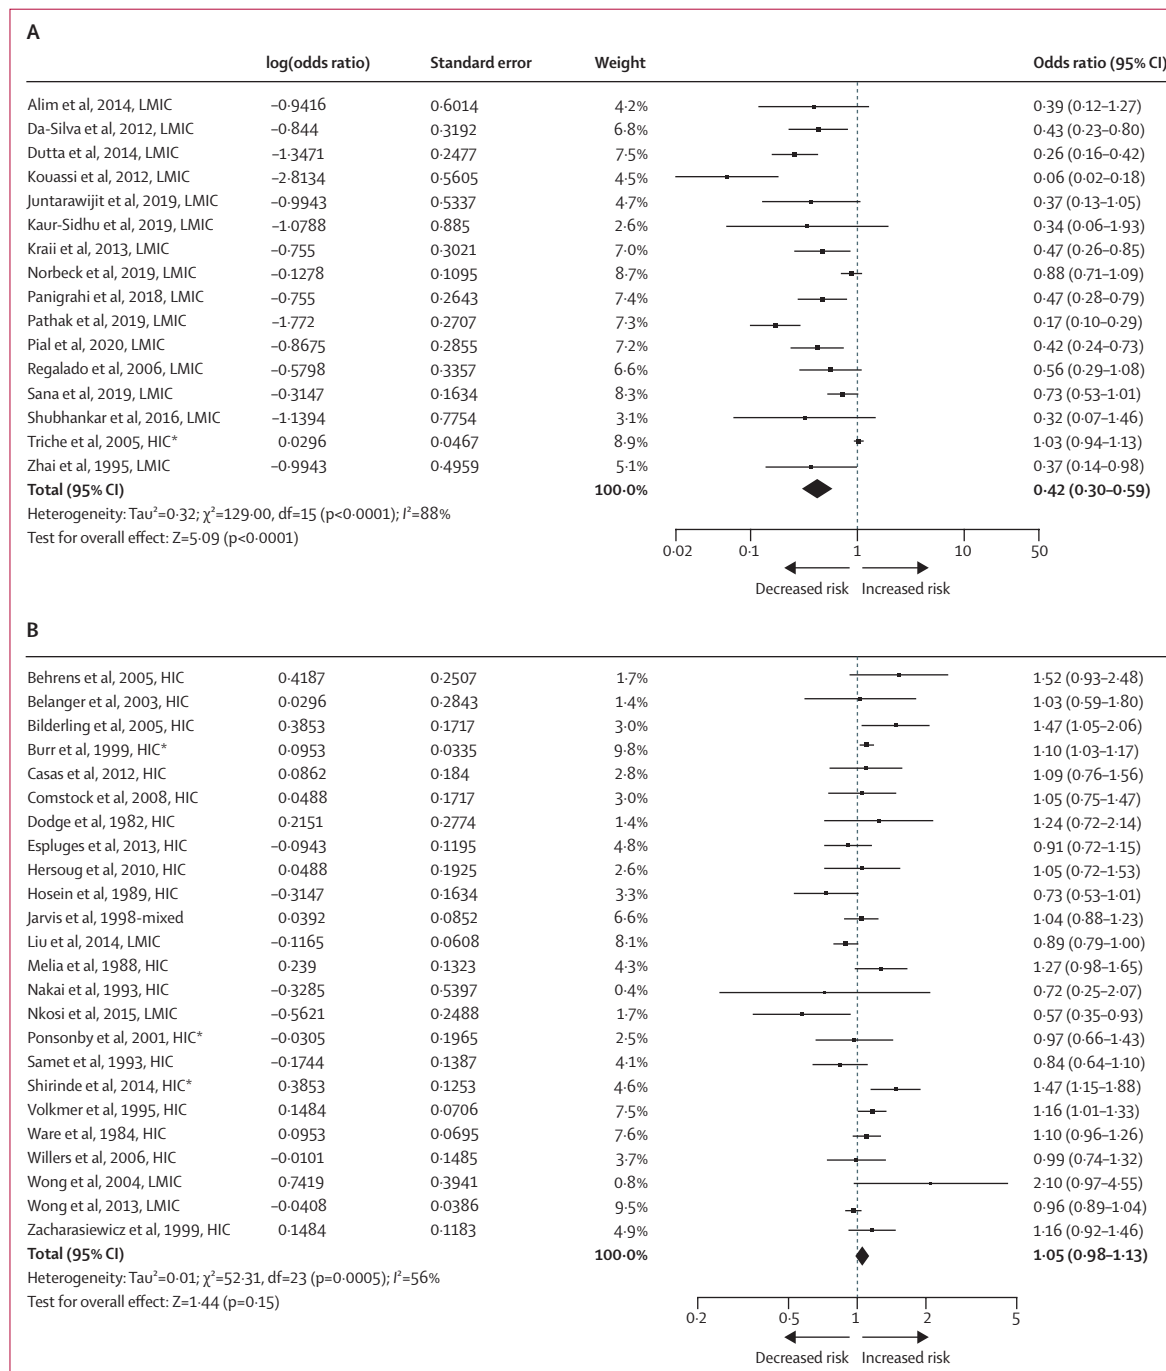 A
log(odds ratio) Standard error Weight Odds ratio (95% CI)
Alim et al, 2014, LMIC –0·9416 0·6014 4·2% 0·39 (0·12–1·27)
Da-Silva et al, 2012, LMIC –0·844 0·3192 6·8% 0·43 (0·23–0·80)
Dutta et al, 2014, LMIC –1·3471 0·2477 7·5% 0·26 (0·16–0·42)
Kouassi et al, 2012, LMIC –2·8134 0·5605 4·5% 0·06 (0·02–0·18)
Juntarawijit et al, 2019, LMIC –0·9943 0·5337 4·7% 0·37 (0·13–1·05)
Kaur-Sidhu et al, 2019, LMIC –1·0788 0·885 2·6% 0·34 (0·06–1·93)
Kraii et al, 2013, LMIC –0·755 0·3021 7·0% 0·47 (0·26–0·85)
Norbeck et al, 2019, LMIC –0·1278 0·1095 8·7% 0·88 (0·71–1·09)
Panigrahi et al, 2018, LMIC –0·755 0·2643 7·4% 0·47 (0·28–0·79)
Pathak et al, 2019, LMIC –1·772 0·2707 7·3% 0·17 (0·10–0·29)
Pial et al, 2020, LMIC –0·8675 0·2855 7·2% 0·42 (0·24–0·73)
Regalado et al, 2006, LMIC –0·5798 0·3357 6·6% 0·56 (0·29–1·08)
Sana et al, 2019, LMIC –0·3147 0·1634 8·3% 0·73 (0·53–1·01)
Shubhankar et al, 2016, LMIC –1·1394 0·7754 3·1% 0·32 (0·07–1·46)
Triche et al, 2005, HIC* 0·0296 0·0467 8·9% 1·03 (0·94–1·13)
Zhai et al, 1995, LMIC –0·9943 0·4959 5·1% 0·37 (0·14–0·98)
Total (95% CI) 100·0% 0·42 (0·30–0·59)
Heterogeneity: Tau²=0·32; χ²=129·00, df=15 (p<0·0001); I²=88%
Test for overall effect: Z=5·09 (p<0·0001)
0·02 0·1 1 10 50
Decreased risk Increased risk
B
Behrens et al, 2005, HIC 0·4187 0·2507 1·7% 1·52 (0·93–2·48)
Belanger et al, 2003, HIC 0·0296 0·2843 1·4% 1·03 (0·59–1·80)
Bilderling et al, 2005, HIC 0·3853 0·1717 3·0% 1·47 (1·05–2·06)
Burr et al, 1999, HIC* 0·0953 0·0335 9·8% 1·10 (1·03–1·17)
Casas et al, 2012, HIC 0·0862 0·184 2·8% 1·09 (0·76–1·56)
Comstock et al, 2008, HIC 0·0488 0·1717 3·0% 1·05 (0·75–1·47)
Dodge et al, 1982, HIC 0·2151 0·2774 1·4% 1·24 (0·72–2·14)
Espluges et al, 2013, HIC –0·0943 0·1195 4·8% 0·91 (0·72–1·15)
Hersoug et al, 2010, HIC 0·0488 0·1925 2·6% 1·05 (0·72–1·53)
Hosein et al, 1989, HIC –0·3147 0·1634 3·3% 0·73 (0·53–1·01)
Jarvis et al, 1998-mixed 0·0392 0·0852 6·6% 1·04 (0·88–1·23)
Liu et al, 2014, LMIC –0·1165 0·0608 8·1% 0·89 (0·79–1·00)
Melia et al, 1988, HIC 0·239 0·1323 4·3% 1·27 (0·98–1·65)
Nakai et al, 1993, HIC –0·3285 0·5397 0·4% 0·72 (0·25–2·07)
Nkosi et al, 2015, LMIC –0·5621 0·2488 1·7% 0·57 (0·35–0·93)
Ponsonby et al, 2001, HIC* –0·0305 0·1965 2·5% 0·97 (0·66–1·43)
Samet et al, 1993, HIC –0·1744 0·1387 4·1% 0·84 (0·64–1·10)
Shirinde et al, 2014, HIC* 0·3853 0·1253 4·6% 1·47 (1·15–1·88)
Volkmer et al, 1995, HIC 0·1484 0·0706 7·5% 1·16 (1·01–1·33)
Ware et al, 1984, HIC 0·0953 0·0695 7·6% 1·10 (0·96–1·26)
Willers et al, 2006, HIC –0·0101 0·1485 3·7% 0·99 (0·74–1·32)
Wong et al, 2004, LMIC 0·7419 0·3941 0·8% 2·10 (0·97–4·55)
Wong et al, 2013, LMIC –0·0408 0·0386 9·5% 0·96 (0·89–1·04)
Zacharasiewicz et al, 1999, HIC 0·1484 0·1183 4·9% 1·16 (0·92–1·46)
Total (95% CI) 100·0% 1·05 (0·98–1·13)
Heterogeneity: Tau²=0·01; χ²=52·31, df=23 (p=0·0005); I²=56%
Test for overall effect: Z=1·44 (p=0·15)
0·2 0·5 1 2 5
Decreased risk Increased risk